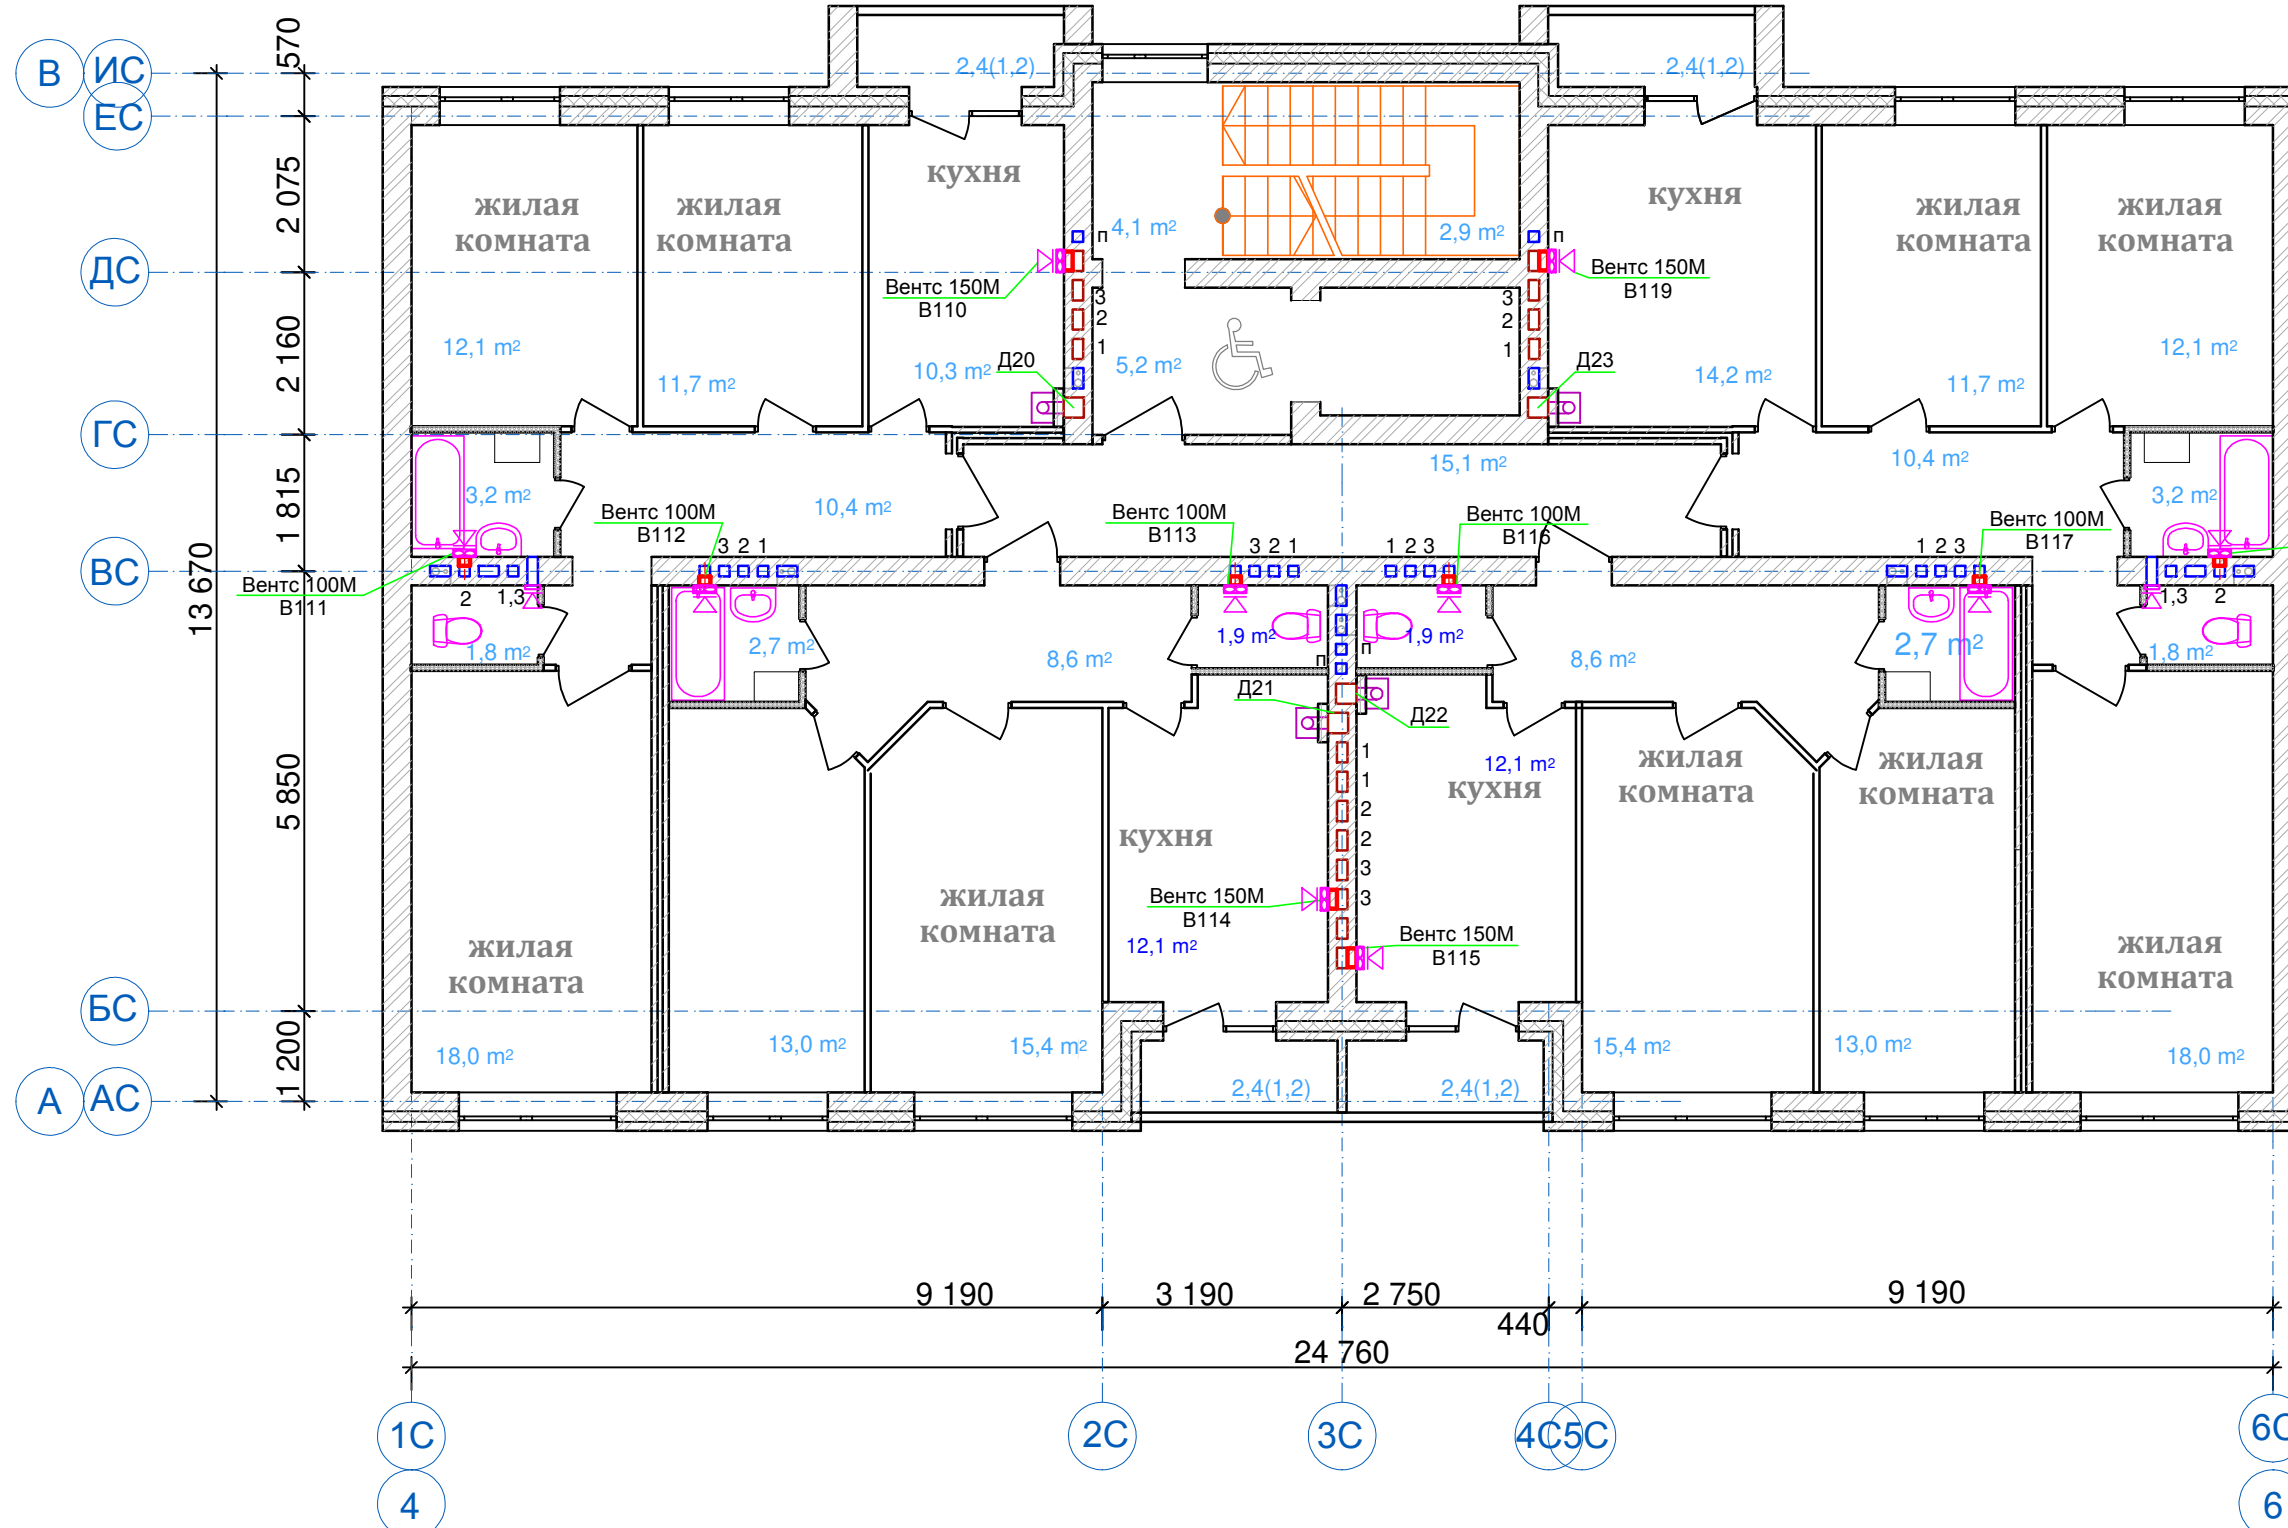 570
В
ИС
2,4(1,2)
2,4(1,2)
ЕС
2 075
кухня
кухня
жилая
комната
жилая
комната
жилая
комната
жилая
комната
4,1 m²
2,9 m²
п
п
ДС
Вентс 150М
В110
Вентс 150М
В119
3
2
1
3
2
1
2 160
12,1 m²
11,7 m²
10,3 m²
Д20
5,2 m²
Д23
14,2 m²
11,7 m²
12,1 m²
ГС
15,1 m²
10,4 m²
1 815
3,2 m²
10,4 m²
3,2 m²
Вентс 100М
В112
Вентс 100М
В113
Вентс 100М
В116
Вентс 100М
В117
3 2 1
3 2 1
1 2 3
1 2 3
ВС
13 670
Вентс 100М
В111
2
1,3
1,3
2
1,8 m²
2,7 m²
8,6 m²
1,9 m²
1,9 m²
8,6 m²
2,7 m²
1,8 m²
п
п
Д21
Д22
1
1
2
2
3
3
5 850
12,1 m²
кухня
жилая
комната
жилая
комната
кухня
жилая
комната
Вентс 150М
В114
12,1 m²
Вентс 150М
В115
жилая
комната
жилая
комната
БС
18,0 m²
13,0 m²
15,4 m²
15,4 m²
13,0 m²
18,0 m²
1 200
2,4(1,2)
2,4(1,2)
А
АС
9 190
3 190
2 750
440
9 190
24 760
1С
2С
3С
4С
5С
6С
4
6